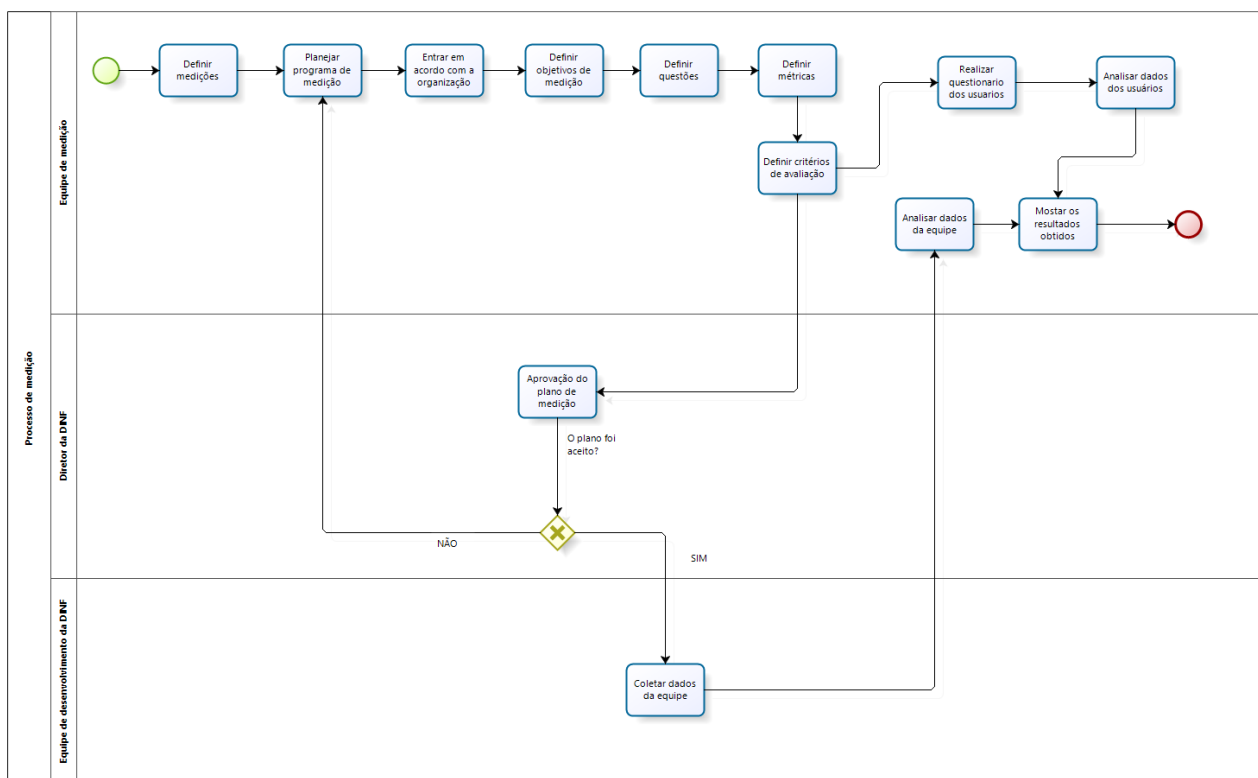 Processo de medição
Equipe de medição
Definir
medições
Planejar
programa de
medição
Entrar em
acordo com a
organização
Definir
objetivos de
medição
Definir
questões
Definir
métricas
Definir critérios
de avaliação
Realizar
questionario
dos usuarios
Analisar dados
dos usuários
Analisar dados
da equipe
Mostar os
resultados
obtidos
Diretor da DINF
Aprovação do
plano de
medição
O plano foi
aceito?
NÃO
SIM
Equipe de desenvolvimento da DINF
Coletar dados
da equipe